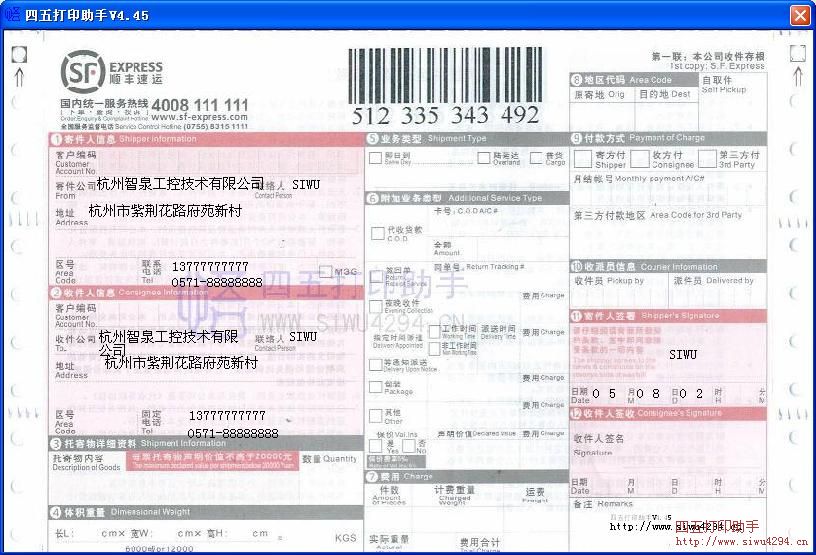 四五打印助手V4.45
SF EXPRESS
顺丰速运
国内统一服务热线 4008 111 111
www.sf-express.com
全国服务监督电话 Service Control Hotline (0755) 8315 1111
512 335 343 492
第一联：本公司收件存根
1st copy: S.F. Express
8 地区代码 Area Code
自取件
Self Pickup
原寄地 Orig 目的地 Dest
1 寄件人信息 Shipper Information
客户编码
Customer
Account No.
寄件公司
From
杭州智泉工控技术有限公司
联络人
Contact Person
SIWU
地址
Address
杭州市紫荆花路府苑新村
区号
Area
Code
联系
电话
Tel
13777777777
0571-88888888
2 收件人信息 Consignee Information
客户编码
Customer
Account No.
收件公司
To
杭州智泉工控技术有限
公司
联络人
Contact Person
SIWU
地址
Address
杭州市紫荆花路府苑新村
区号
Area
Code
固定
电话
Tel
13777777777
0571-88888888
3 托寄物详细资料 Shipment Information
托寄物内容
Description of Goods
每票托寄物声明价值不高于20000元
The maximum declared value per shipment below 20000 Yuan
数量 Quantity
4 体积重量 Dimensional Weight
长L: cm× 宽W: cm× 高H: cm
6000 or 12000
KGS
5 业务类型 Shipment Type
即日到
Same Day
陆运达
Overland
普货
Cargo
6 附加业务类型 Additional Service Type
卡号: C.O.D A/C#
代收货款
C.O.D.
金额
Amount
签回单
Return
Receipt Service
回单号: Return Tracking #
费用 Charge
夜晚收件
Evening Collection
费用 Charge
指定时间派送
Delivery Appointment
工作时间
Working Time
非工作时间
Non Working Time
派送时间
Delivery Time
费用 Charge
等通知派送
Delivery Upon Notice
费用 Charge
包装
Package
费用 Charge
其他
Other
费用 Charge
保价 Val.Ins
是
Yes
否
No
声明价值 Declared Value
费用 Charge
7 费用 Charge
件数
Amount
of Pieces
计费重量
Amount
of Weight
运费
Freight
实际重量
Actual
费用合计
Total Charge
9 付款方式 Payment of Charge
寄方付
Shipper
收方付
Consignee
第三方付
3rd Party
月结帐号 Monthly payment A/C#
第三方付款地区 Area Code for 3rd Party
10 收派员信息 Courier Information
收件员 Pickup by
派件员 Delivered by
11 寄件人签署 Shipper's Signature
SIWU
日期
Date
05 月
M
08 日
D
02 时
H
分
M
12 收件人签收 Consignee's Signature
收件人签名
Signature
日期
Date
月
M
日
D
时
H
分
M
备注 Remarks
四五打印助手
WWW.SIWU4294.CN
四五打印助手V4.45
http://www.siwu4294.cn
四五打印助手
http://www.siwu4294.cn